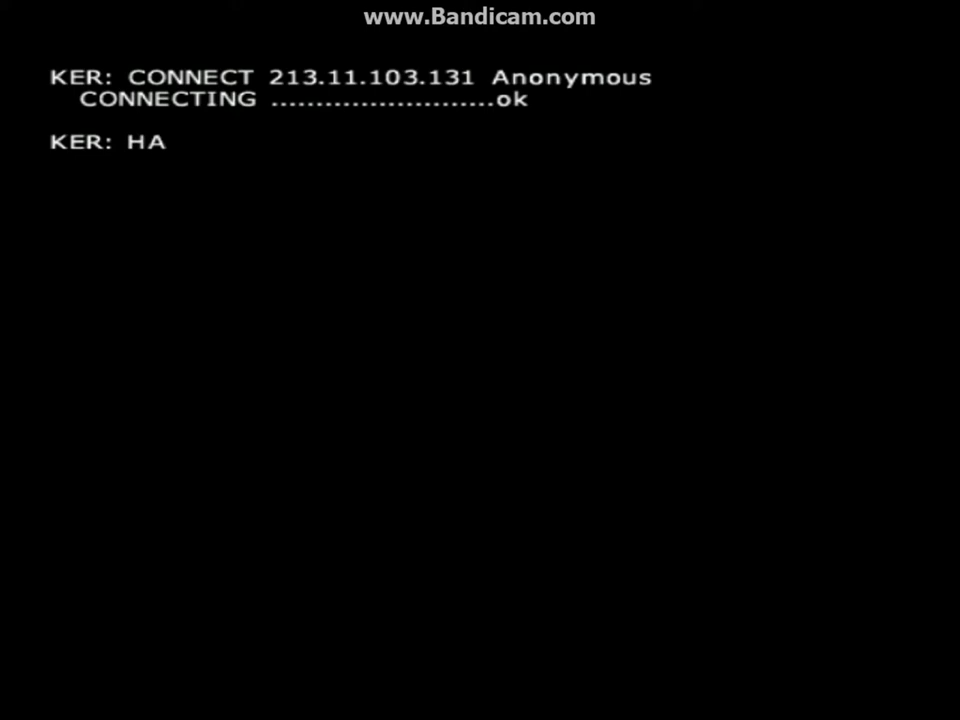 www.Bandicam.com
KER: CONNECT 213.11.103.131 Anonymous
CONNECTING .........................ok
KER: HA